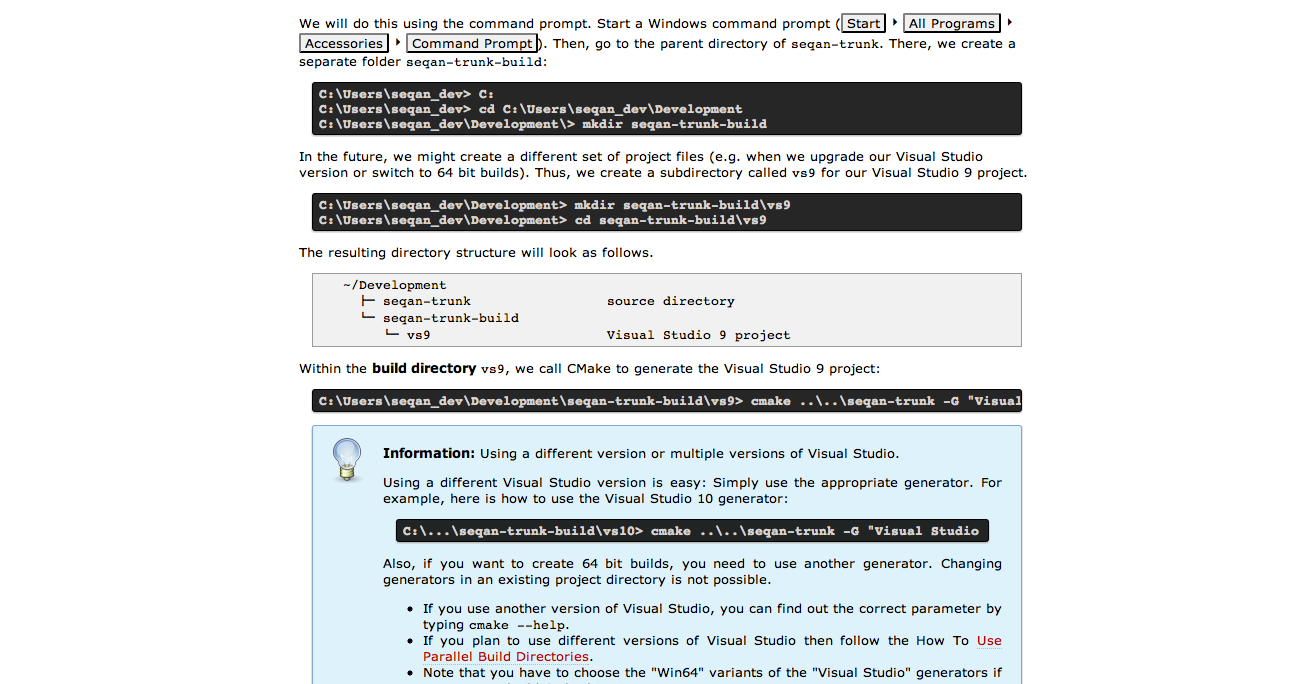 We will do this using the command prompt. Start a Windows command prompt (Start ‣ All Programs ‣
Accessories ‣ Command Prompt). Then, go to the parent directory of seqan-trunk. There, we create a
separate folder seqan-trunk-build:
C:\Users\seqan_dev> C:
C:\Users\seqan_dev> cd C:\Users\seqan_dev\Development
C:\Users\seqan_dev\Development\> mkdir seqan-trunk-build
In the future, we might create a different set of project files (e.g. when we upgrade our Visual Studio
version or switch to 64 bit builds). Thus, we create a subdirectory called vs9 for our Visual Studio 9 project.
C:\Users\seqan_dev\Development> mkdir seqan-trunk-build\vs9
C:\Users\seqan_dev\Development> cd seqan-trunk-build\vs9
The resulting directory structure will look as follows.
~/Development
├─ seqan-trunk source directory
└─ seqan-trunk-build
└─ vs9 Visual Studio 9 project
Within the build directory vs9, we call CMake to generate the Visual Studio 9 project:
C:\Users\seqan_dev\Development\seqan-trunk-build\vs9> cmake ..\..\seqan-trunk -G "Visual
Information: Using a different version or multiple versions of Visual Studio.
Using a different Visual Studio version is easy: Simply use the appropriate generator. For
example, here is how to use the Visual Studio 10 generator:
C:\...\seqan-trunk-build\vs10> cmake ..\..\seqan-trunk -G "Visual Studio
Also, if you want to create 64 bit builds, you need to use another generator. Changing
generators in an existing project directory is not possible.
• If you use another version of Visual Studio, you can find out the correct parameter by
typing cmake --help.
• If you plan to use different versions of Visual Studio then follow the How To Use
Parallel Build Directories.
• Note that you have to choose the "Win64" variants of the "Visual Studio" generators if